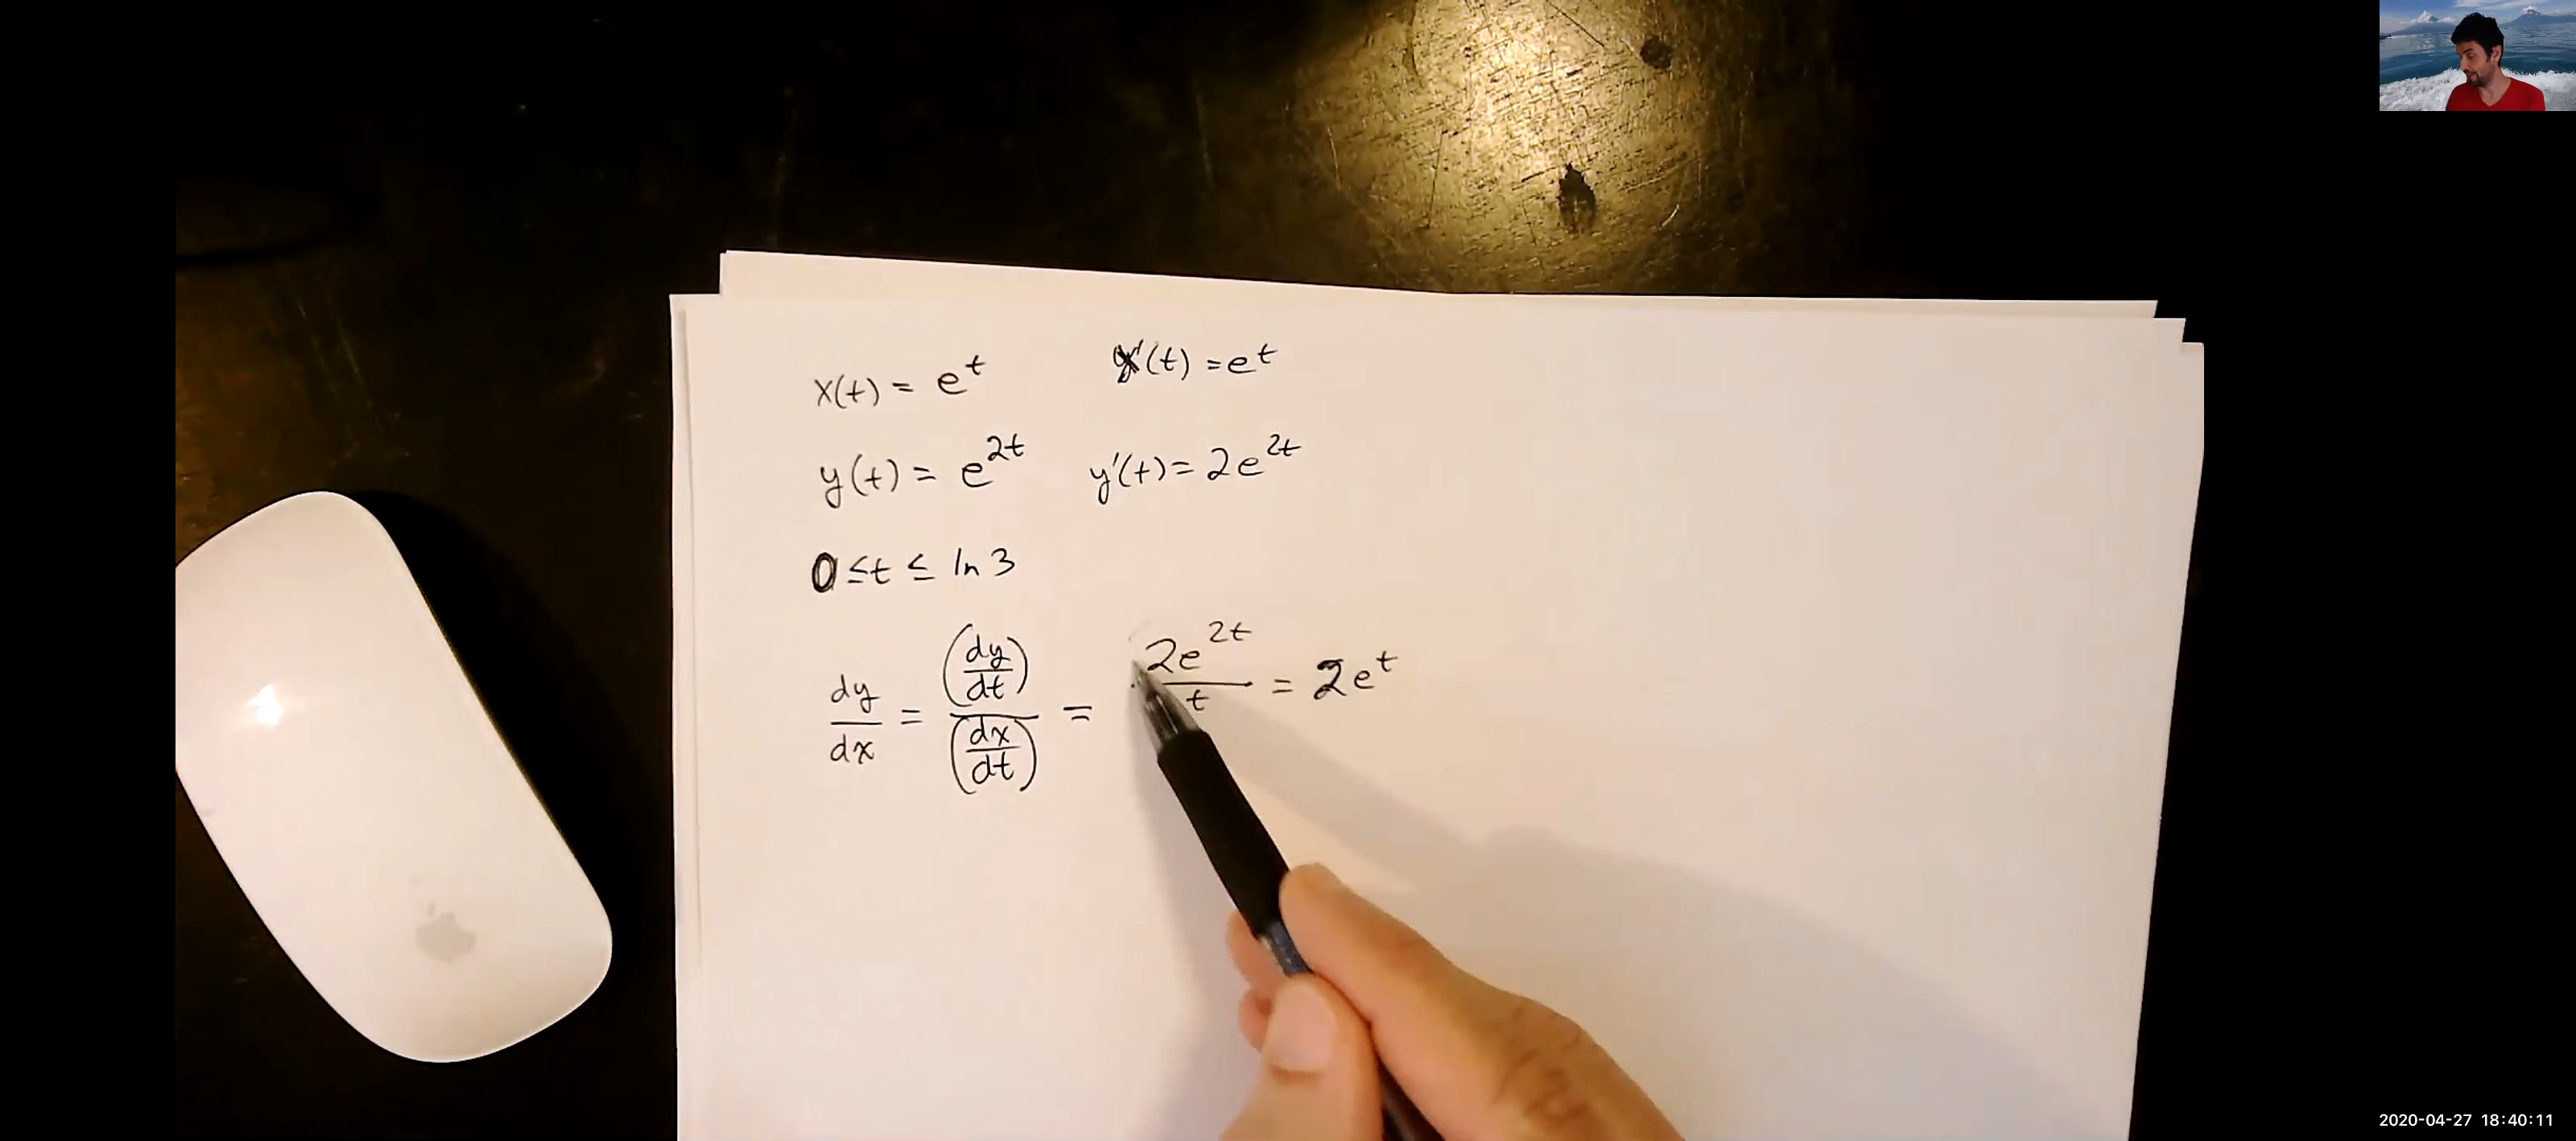 x(t) = e^t
x'(t) = e^t
y(t) = e^{2t}
y'(t) = 2e^{2t}
0 ≤ t ≤ ln 3
dy/dx = (dy/dt)/(dx/dt) = 2e^{2t}/ t = 2e^t
2020-04-27 18:40:11